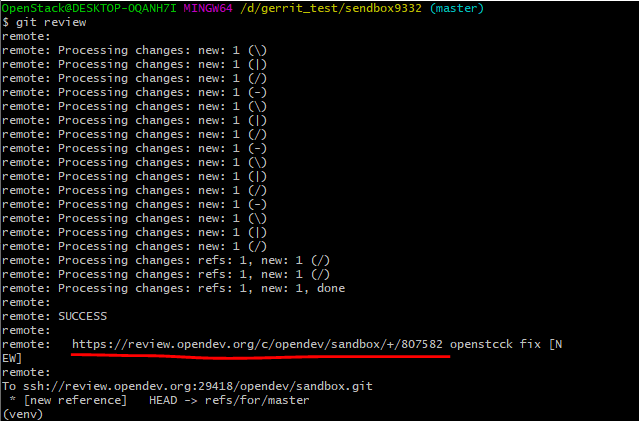 OpenStack@DESKTOP-OQANH7I MINGW64 /d/gerrit_test/sendbox9332 (master)
$ git review
remote:
remote: Processing changes: new: 1 (\)
remote: Processing changes: new: 1 (|)
remote: Processing changes: new: 1 (/)
remote: Processing changes: new: 1 (-)
remote: Processing changes: new: 1 (\)
remote: Processing changes: new: 1 (|)
remote: Processing changes: new: 1 (/)
remote: Processing changes: new: 1 (-)
remote: Processing changes: new: 1 (\)
remote: Processing changes: new: 1 (|)
remote: Processing changes: new: 1 (/)
remote: Processing changes: new: 1 (-)
remote: Processing changes: new: 1 (\)
remote: Processing changes: new: 1 (|)
remote: Processing changes: new: 1 (/)
remote: Processing changes: refs: 1, new: 1 (/)
remote: Processing changes: refs: 1, new: 1 (/)
remote: Processing changes: refs: 1, new: 1, done
remote:
remote: SUCCESS
remote:
remote:   https://review.opendev.org/c/opendev/sandbox/+/807582 openstcck fix [N
EW]
remote:
To ssh://review.opendev.org:29418/opendev/sandbox.git
 * [new reference]   HEAD -> refs/for/master
(venv)